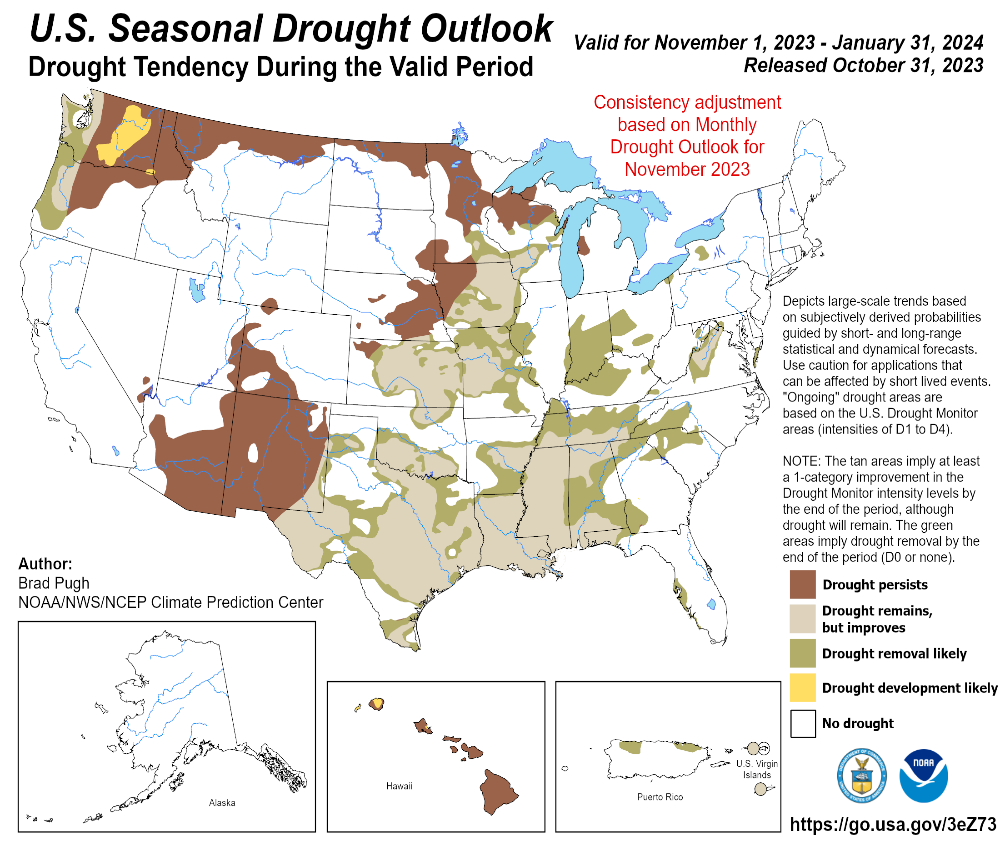 U.S. Seasonal Drought Outlook
Drought Tendency During the Valid Period
Valid for November 1, 2023 - January 31, 2024
Released October 31, 2023
Consistency adjustment
based on Monthly
Drought Outlook for
November 2023
Depicts large-scale trends based
on subjectively derived probabilities
guided by short- and long-range
statistical and dynamical forecasts.
Use caution for applications that
can be affected by short lived events.
"Ongoing" drought areas are
based on the U.S. Drought Monitor
areas (intensities of D1 to D4).
NOTE: The tan areas imply at least
a 1-category improvement in the
Drought Monitor intensity levels by
the end of the period, although
drought will remain. The green
areas imply drought removal by the
end of the period (D0 or none).
Author:
Brad Pugh
NOAA/NWS/NCEP Climate Prediction Center
Drought persists
Drought remains,
but improves
Drought removal likely
Drought development likely
No drought
Alaska
Hawaii
Puerto Rico
U.S. Virgin
Islands
NOAA
https://go.usa.gov/3eZ73